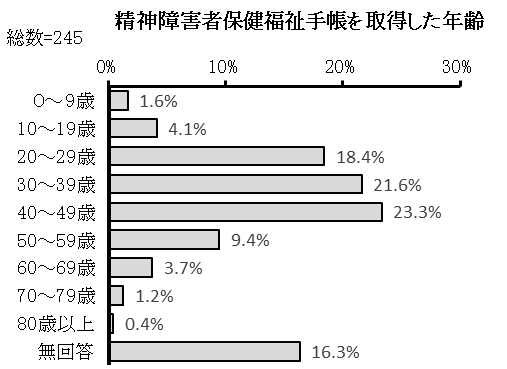 精神障害者保健福祉手帳を取得した年齢
総数=245
0% 10% 20% 30%
0～9歳 1.6%
10～19歳 4.1%
20～29歳 18.4%
30～39歳 21.6%
40～49歳 23.3%
50～59歳 9.4%
60～69歳 3.7%
70～79歳 1.2%
80歳以上 0.4%
無回答 16.3%